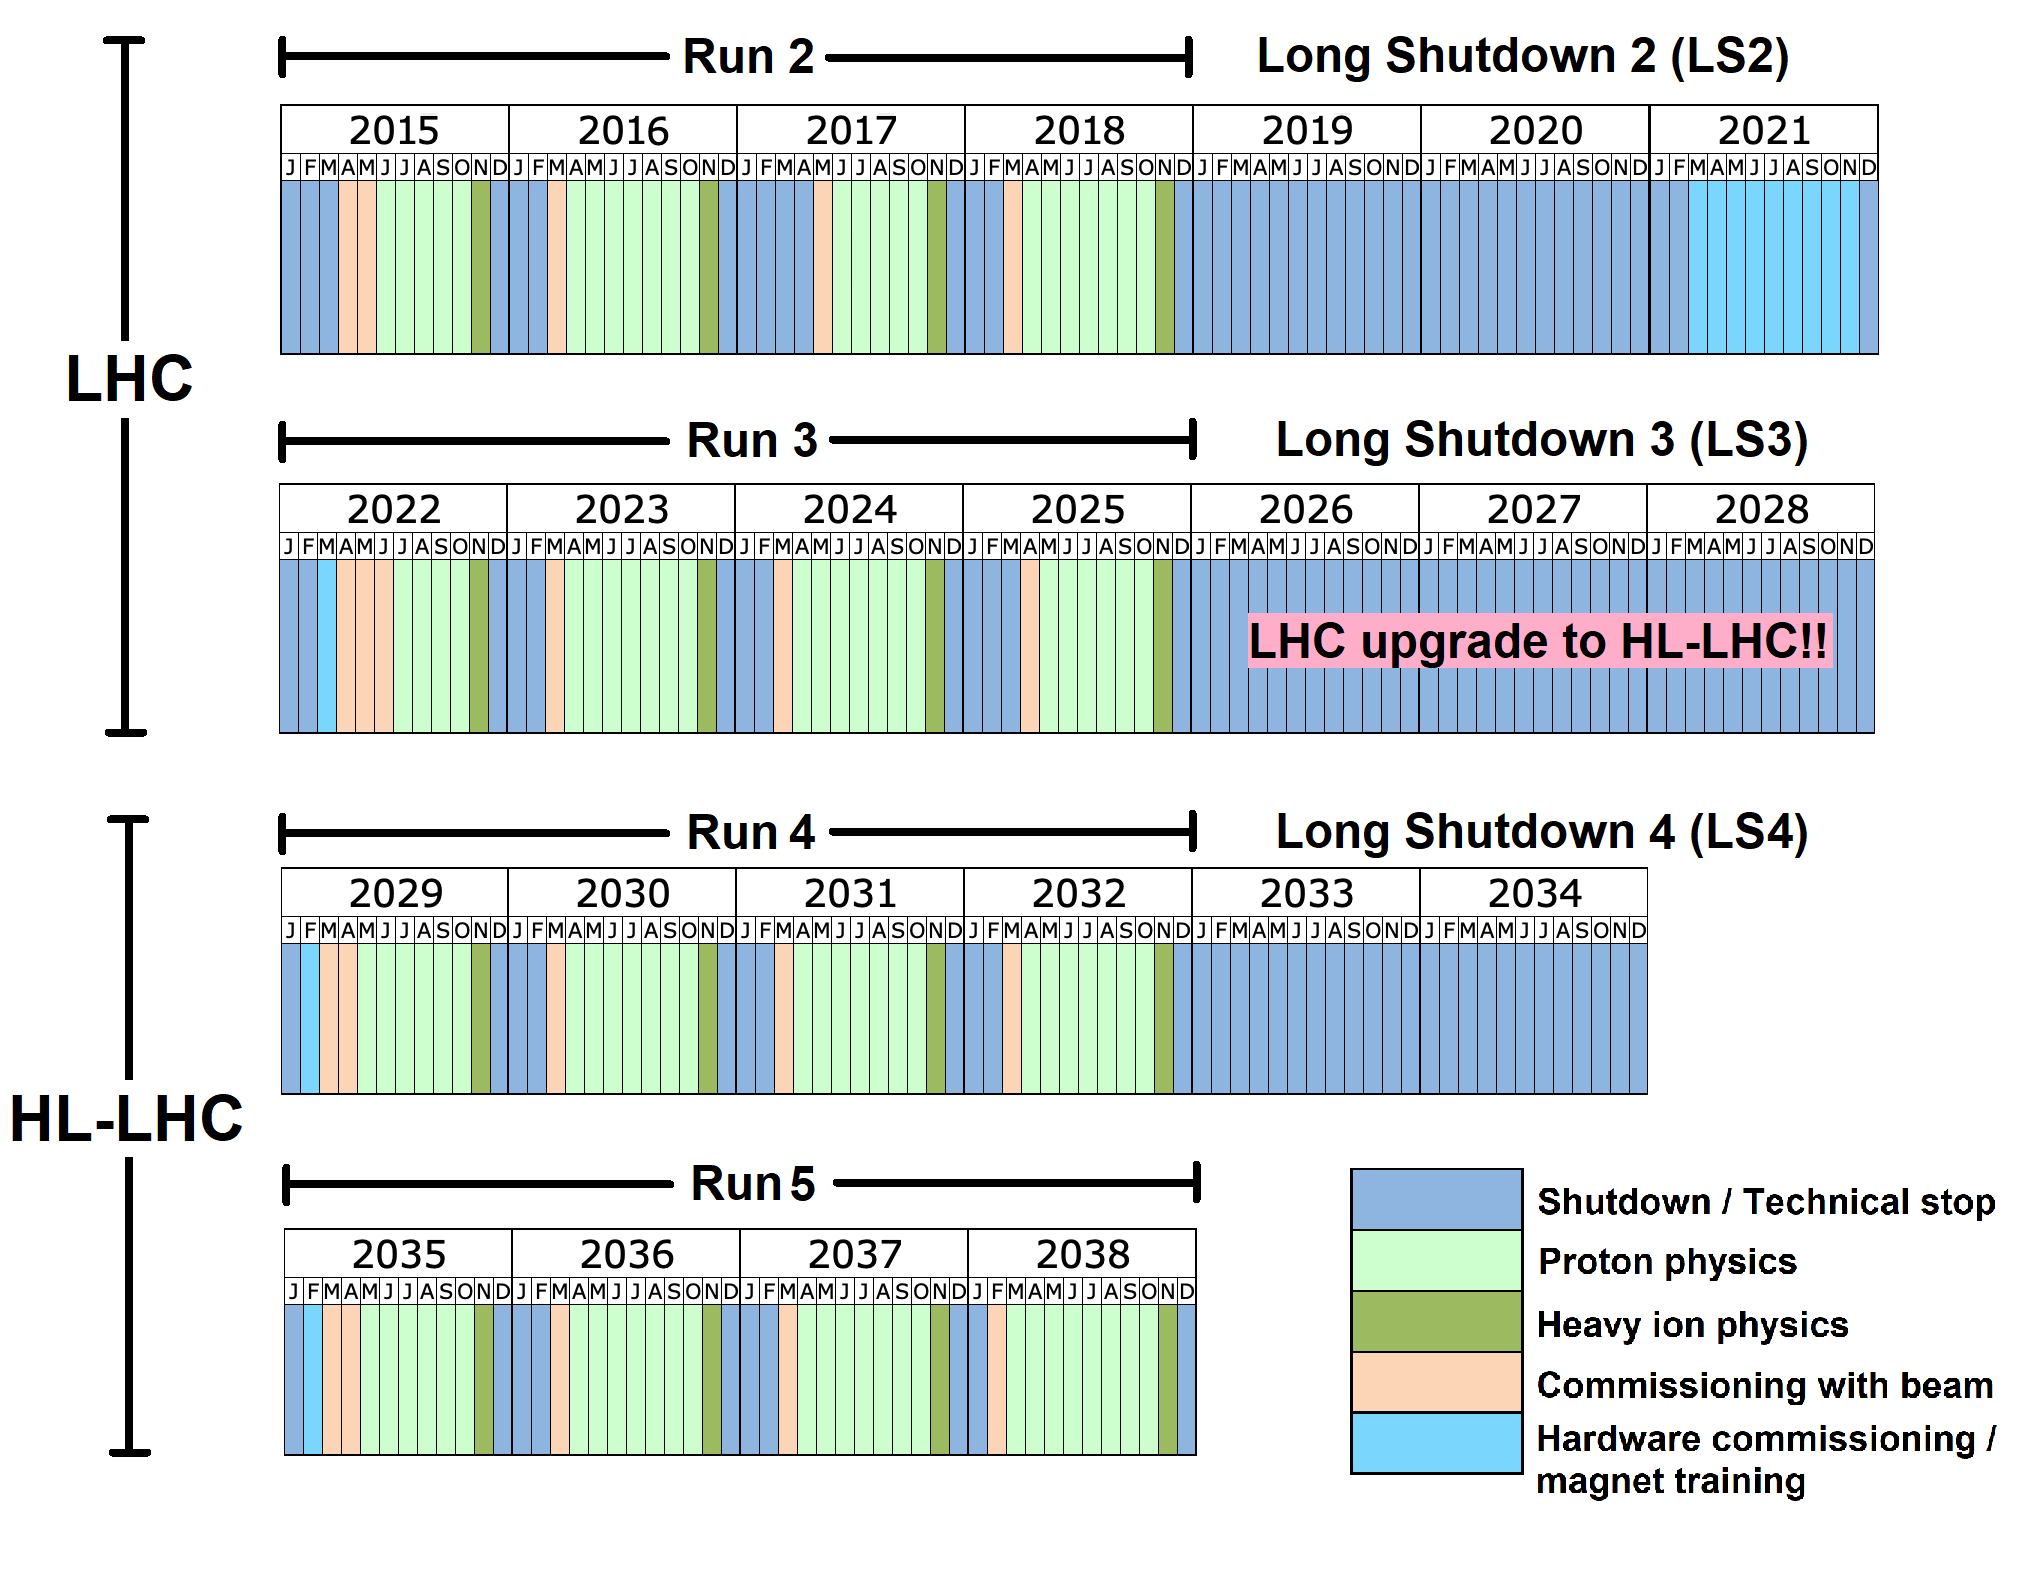 Run 2 Long Shutdown 2 (LS2)
2015 2016 2017 2018 2019 2020 2021
J F M A M J J A S O N D J F M A M J J A S O N D J F M A M J J A S O N D J F M A M J J A S O N D J F M A M J J A S O N D J F M A M J J A S O N D J F M A M J J A S O N D
LHC
Run 3 Long Shutdown 3 (LS3)
2022 2023 2024 2025 2026 2027 2028
J F M A M J J A S O N D J F M A M J J A S O N D J F M A M J J A S O N D J F M A M J J A S O N D J F M A M J J A S O N D J F M A M J J A S O N D J F M A M J J A S O N D
LHC upgrade to HL-LHC!!
Run 4 Long Shutdown 4 (LS4)
2029 2030 2031 2032 2033 2034
J F M A M J J A S O N D J F M A M J J A S O N D J F M A M J J A S O N D J F M A M J J A S O N D J F M A M J J A S O N D J F M A M J J A S O N D
HL-LHC
Run 5
2035 2036 2037 2038
J F M A M J J A S O N D J F M A M J J A S O N D J F M A M J J A S O N D J F M A M J J A S O N D
Shutdown / Technical stop
Proton physics
Heavy ion physics
Commissioning with beam
Hardware commissioning /
magnet training